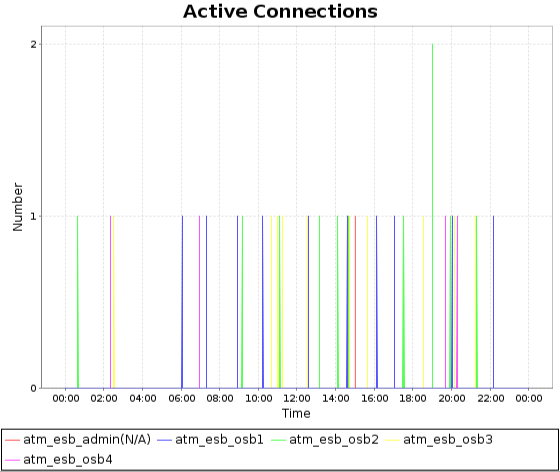 Active Connections
2
1
0
Number
00:00 02:00 04:00 06:00 08:00 10:00 12:00 14:00 16:00 18:00 20:00 22:00 00:00
Time
atm_esb_admin(N/A) atm_esb_osb1 atm_esb_osb2 atm_esb_osb3
atm_esb_osb4